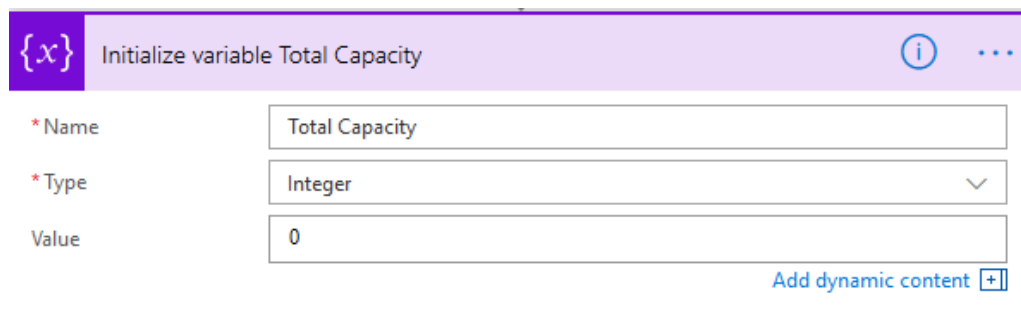 {x} Initialize variable Total Capacity
* Name Total Capacity
* Type Integer
Value 0
Add dynamic content